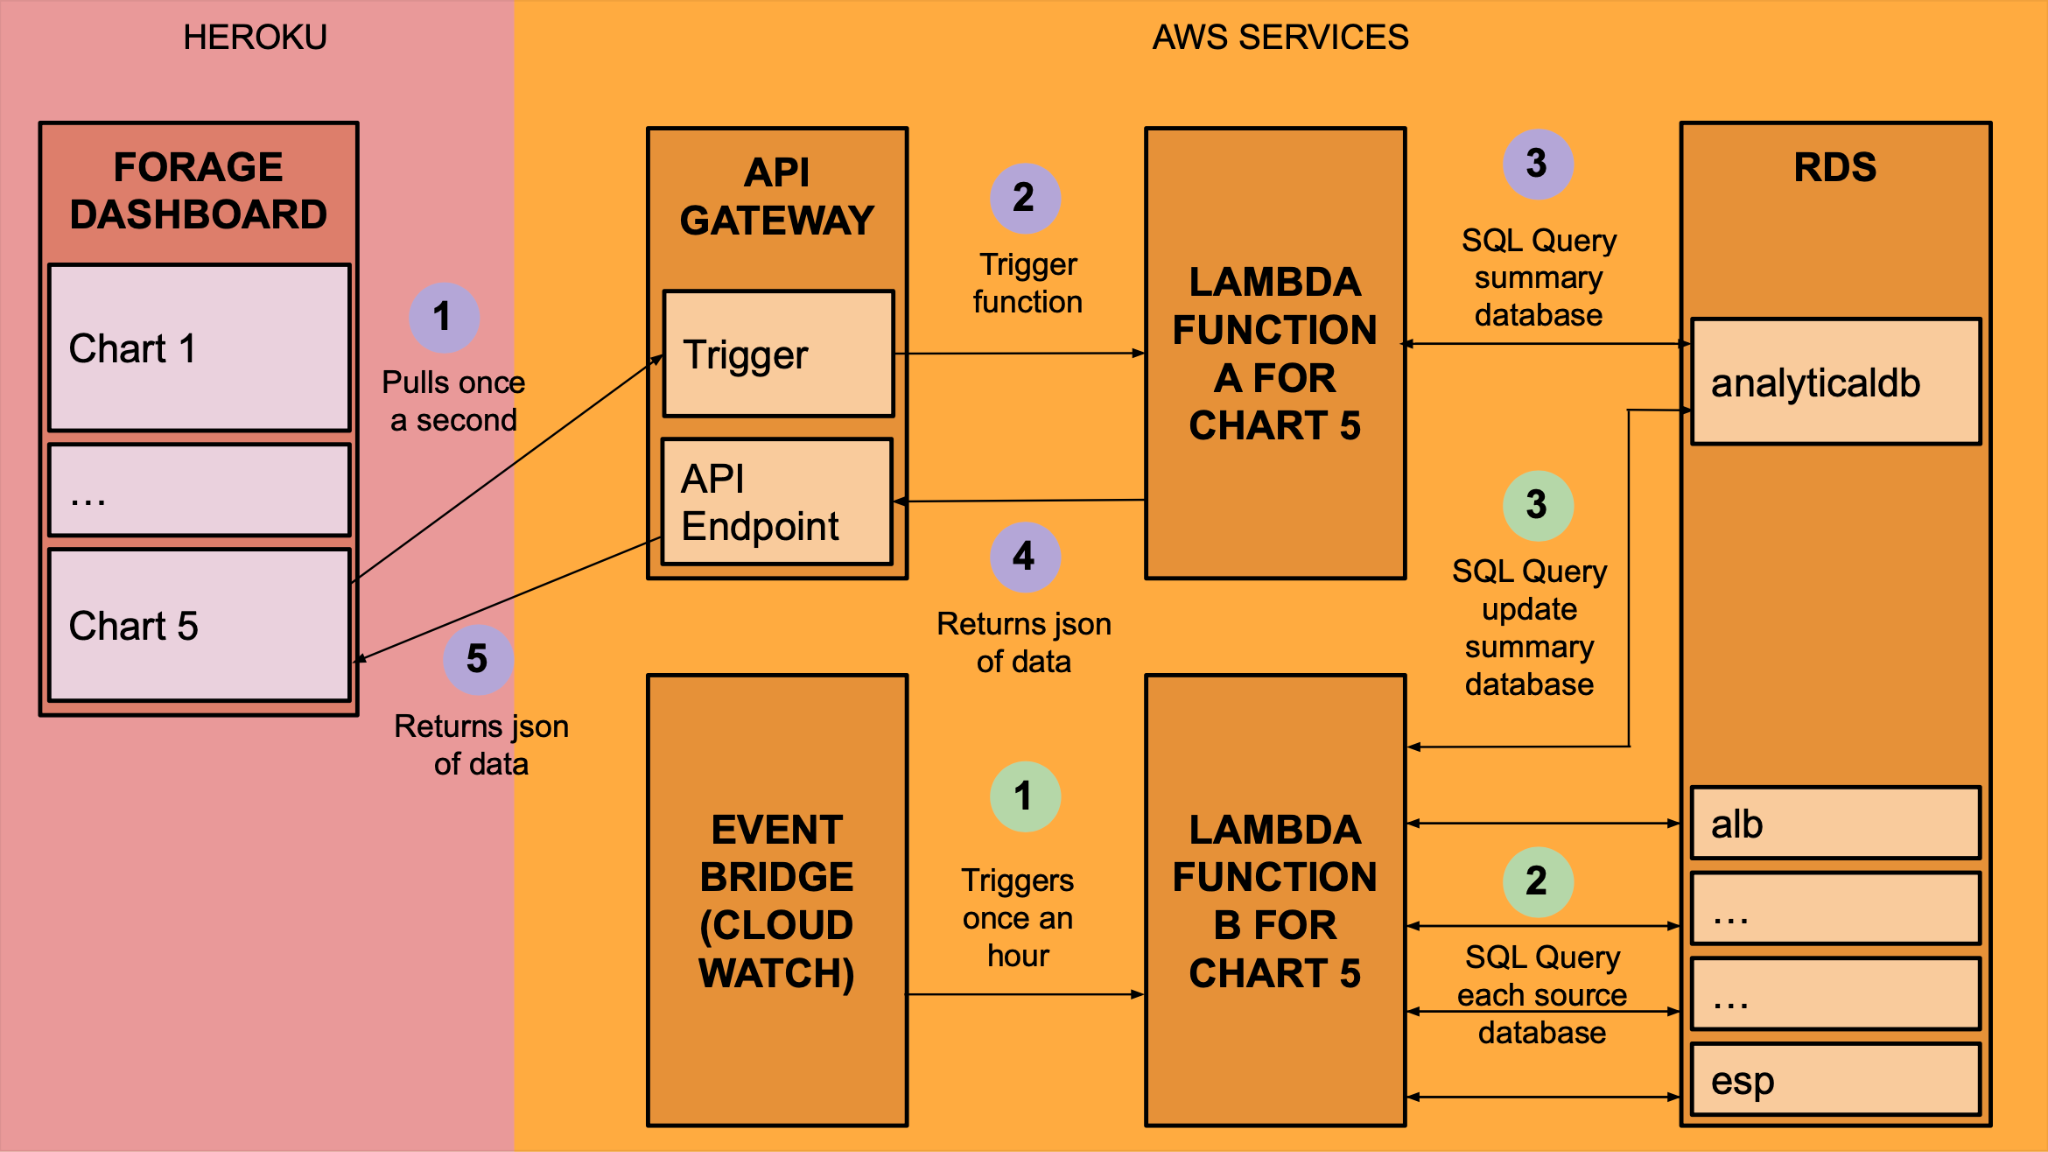 HEROKU
AWS SERVICES
FORAGE
DASHBOARD
Chart 1
…
Chart 5
1
Pulls once
a second
5
Returns json
of data
API
GATEWAY
Trigger
API
Endpoint
2
Trigger
function
4
Returns json
of data
LAMBDA
FUNCTION
A FOR
CHART 5
3
SQL Query
summary
database
RDS
analyticaldb
3
SQL Query
update
summary
database
EVENT
BRIDGE
(CLOUD
WATCH)
1
Triggers
once an
hour
LAMBDA
FUNCTION
B FOR
CHART 5
2
SQL Query
each source
database
alb
…
…
esp